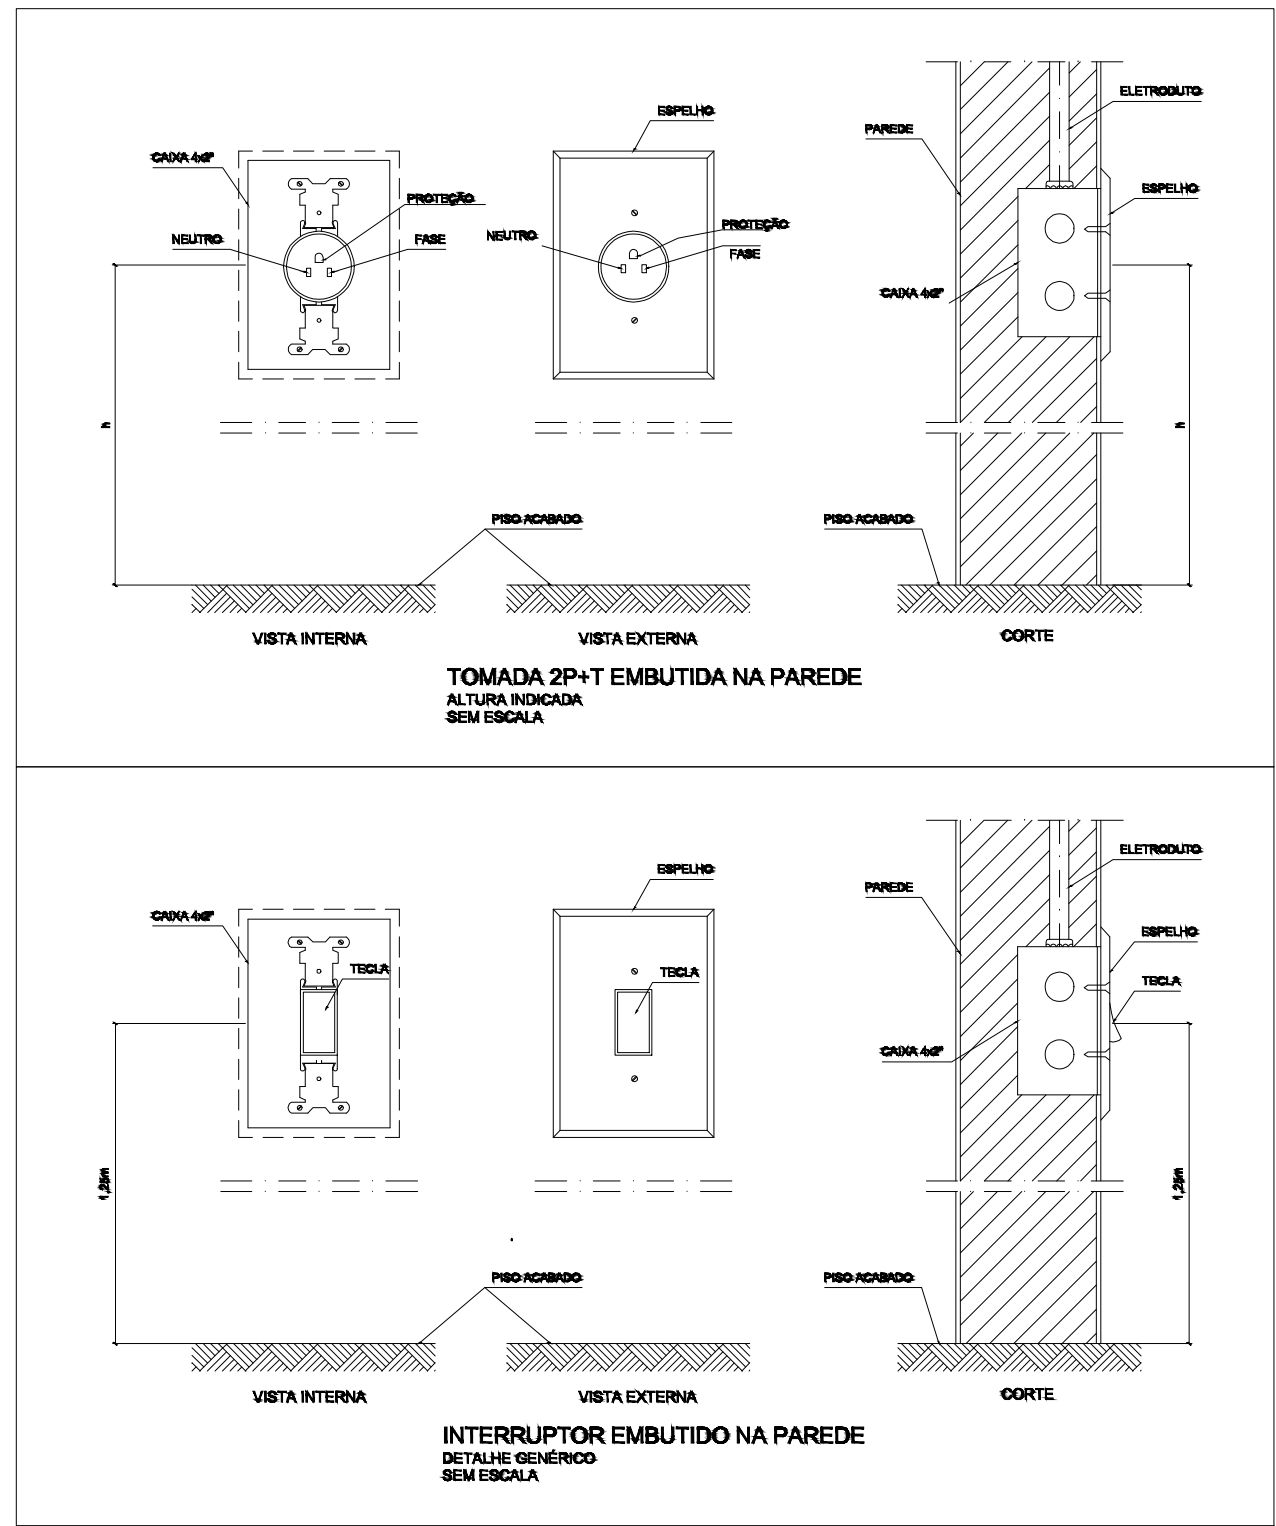 ESPELHO
ELETRODUTO
PAREDE
CAIXA 4x2"
ESPELHO
PROTEÇÃO
PROTEÇÃO
NEUTRO
FASE
NEUTRO
FASE
CAIXA 4x2"
h
h
PISO ACABADO
PISO ACABADO
VISTA INTERNA
VISTA EXTERNA
CORTE
TOMADA 2P+T EMBUTIDA NA PAREDE
ALTURA INDICADA
SEM ESCALA
ELETRODUTO
ESPELHO
PAREDE
CAIXA 4x2"
ESPELHO
TECLA
TECLA
TECLA
CAIXA 4x2"
1,25m
1,25m
PISO ACABADO
PISO ACABADO
VISTA INTERNA
VISTA EXTERNA
CORTE
INTERRUPTOR EMBUTIDO NA PAREDE
DETALHE GENÉRICO
SEM ESCALA